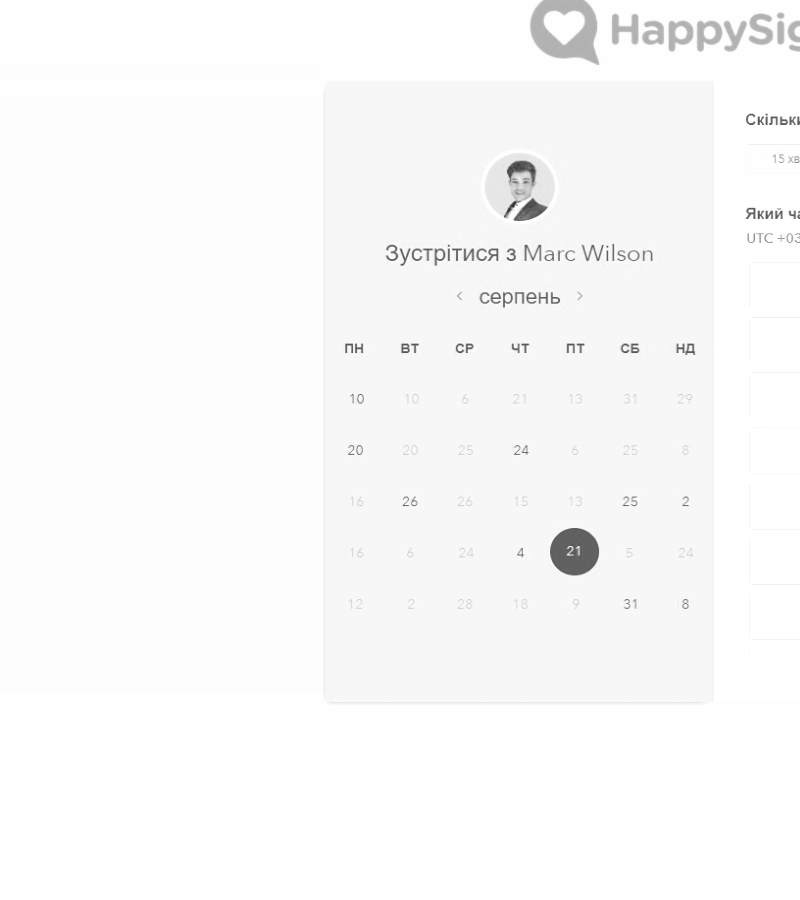 HappySig
Зустрітися з Marc Wilson
серпень
ПН ВТ СР ЧТ ПТ СБ НД
10 10 6 21 13 31 29
20 20 25 24 6 25 8
16 26 26 15 13 25 2
16 6 24 4 21 5 24
12 2 28 18 9 31 8
Скільки
15 хв
Який ча
UTC +03